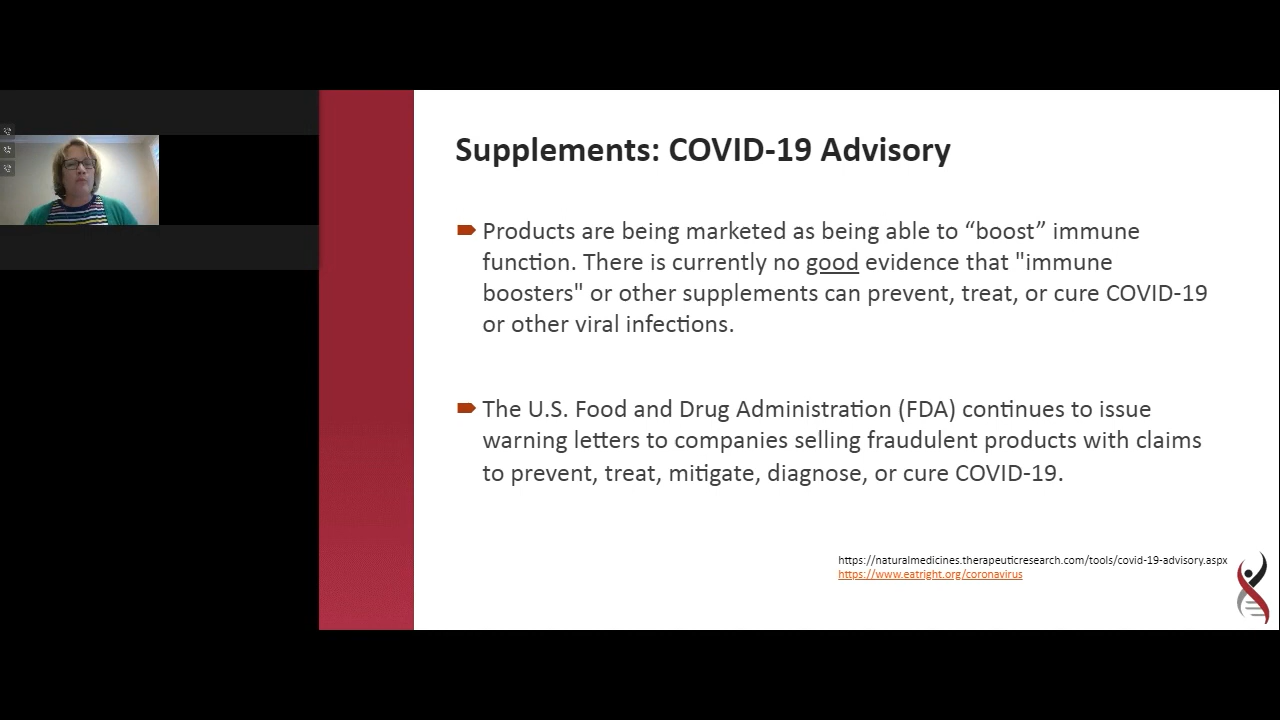 Supplements: COVID-19 Advisory
Products are being marketed as being able to “boost” immune
function. There is currently no good evidence that "immune
boosters" or other supplements can prevent, treat, or cure COVID-19
or other viral infections.
The U.S. Food and Drug Administration (FDA) continues to issue
warning letters to companies selling fraudulent products with claims
to prevent, treat, mitigate, diagnose, or cure COVID-19.
https://naturalmedicines.therapeuticresearch.com/tools/covid-19-advisory.aspx
https://www.eatright.org/coronavirus